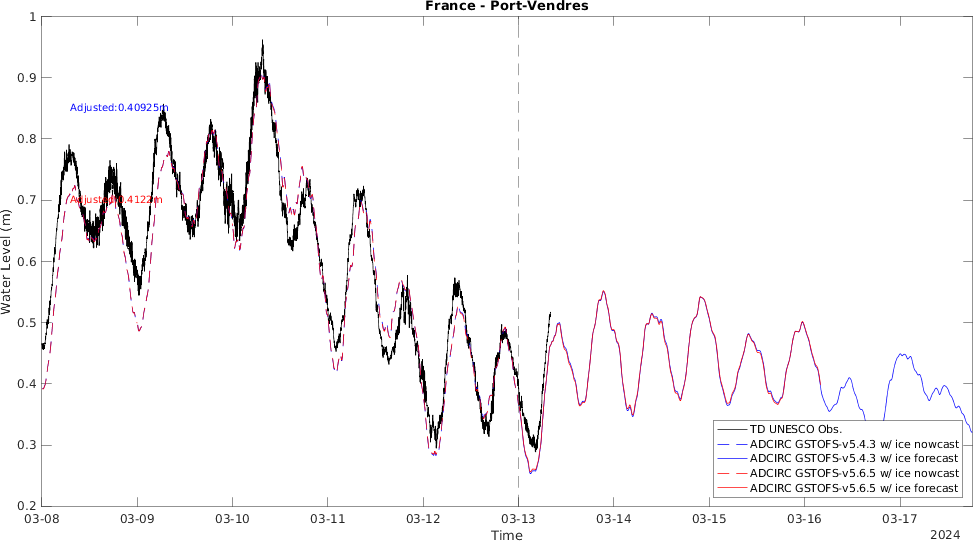 France - Port-Vendres
Water Level (m)
1
0.9
0.8
0.7
0.6
0.5
0.4
0.3
0.2
Adjusted:0.40925m
Adjusted:0.4122m
TD UNESCO Obs.
ADCIRC GSTOFS-v5.4.3 w/ ice nowcast
ADCIRC GSTOFS-v5.4.3 w/ ice forecast
ADCIRC GSTOFS-v5.6.5 w/ ice nowcast
ADCIRC GSTOFS-v5.6.5 w/ ice forecast
03-08 03-09 03-10 03-11 03-12 03-13 03-14 03-15 03-16 03-17
Time
2024